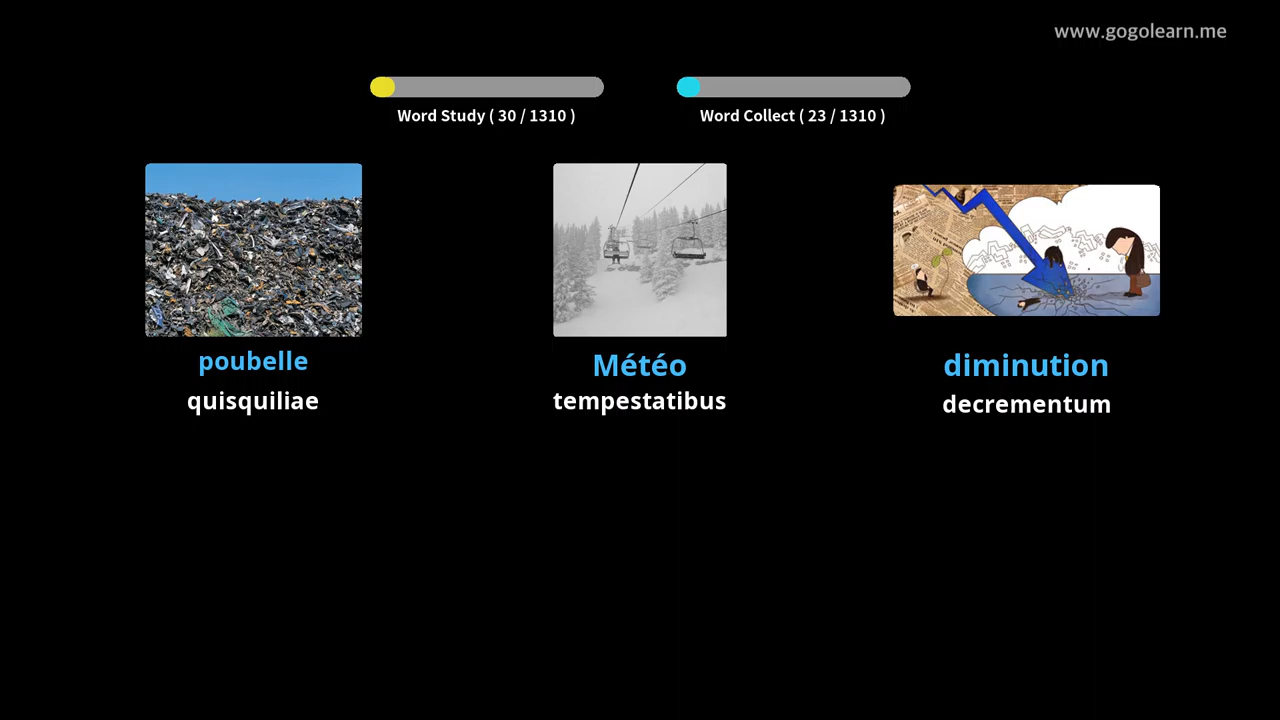 www.gogolearn.me
Word Study ( 30 / 1310 )
Word Collect ( 23 / 1310 )
poubelle
quisquiliae
Météo
tempestatibus
diminution
decrementum